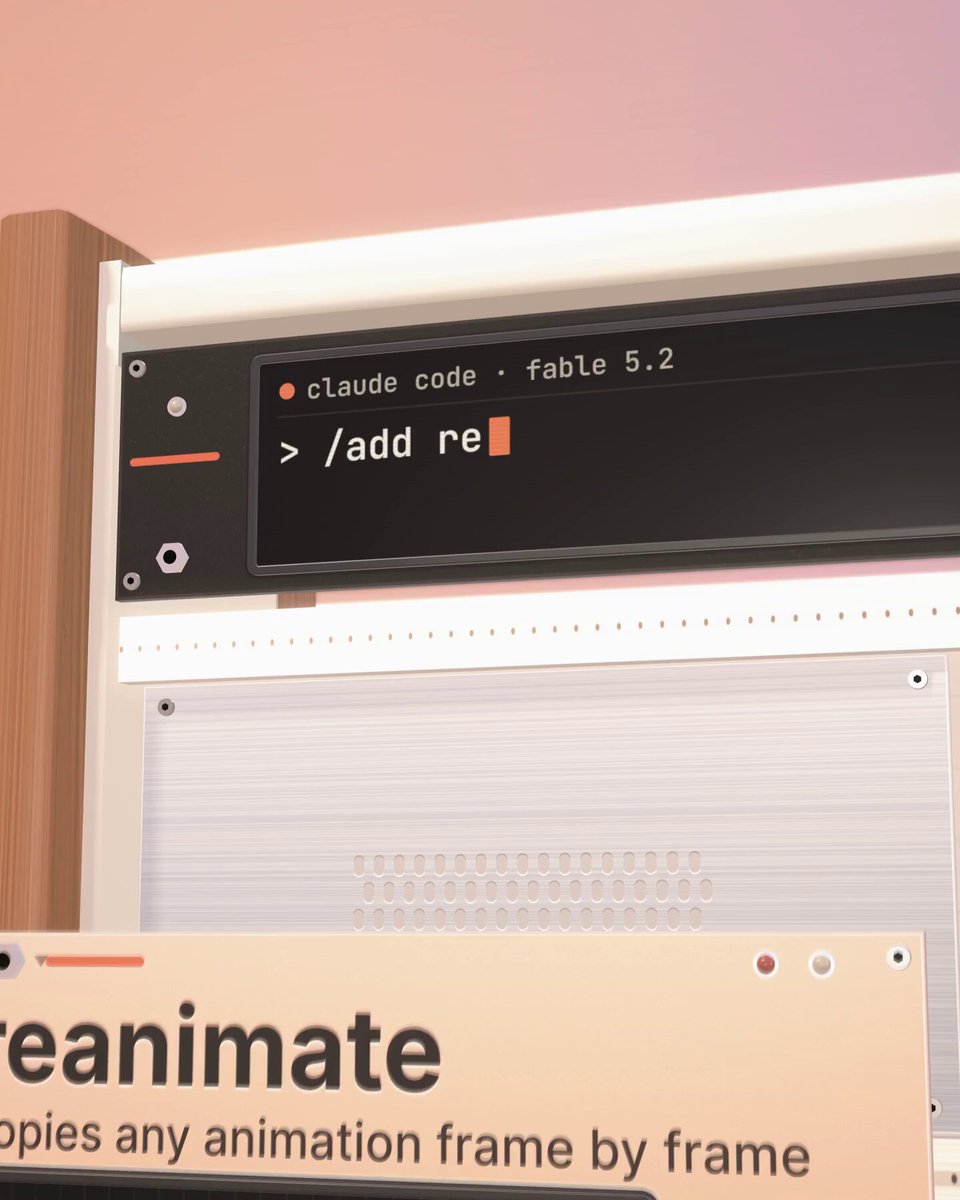 claude code · fable 5.2
> /add re
reanimate
opies any animation frame by frame